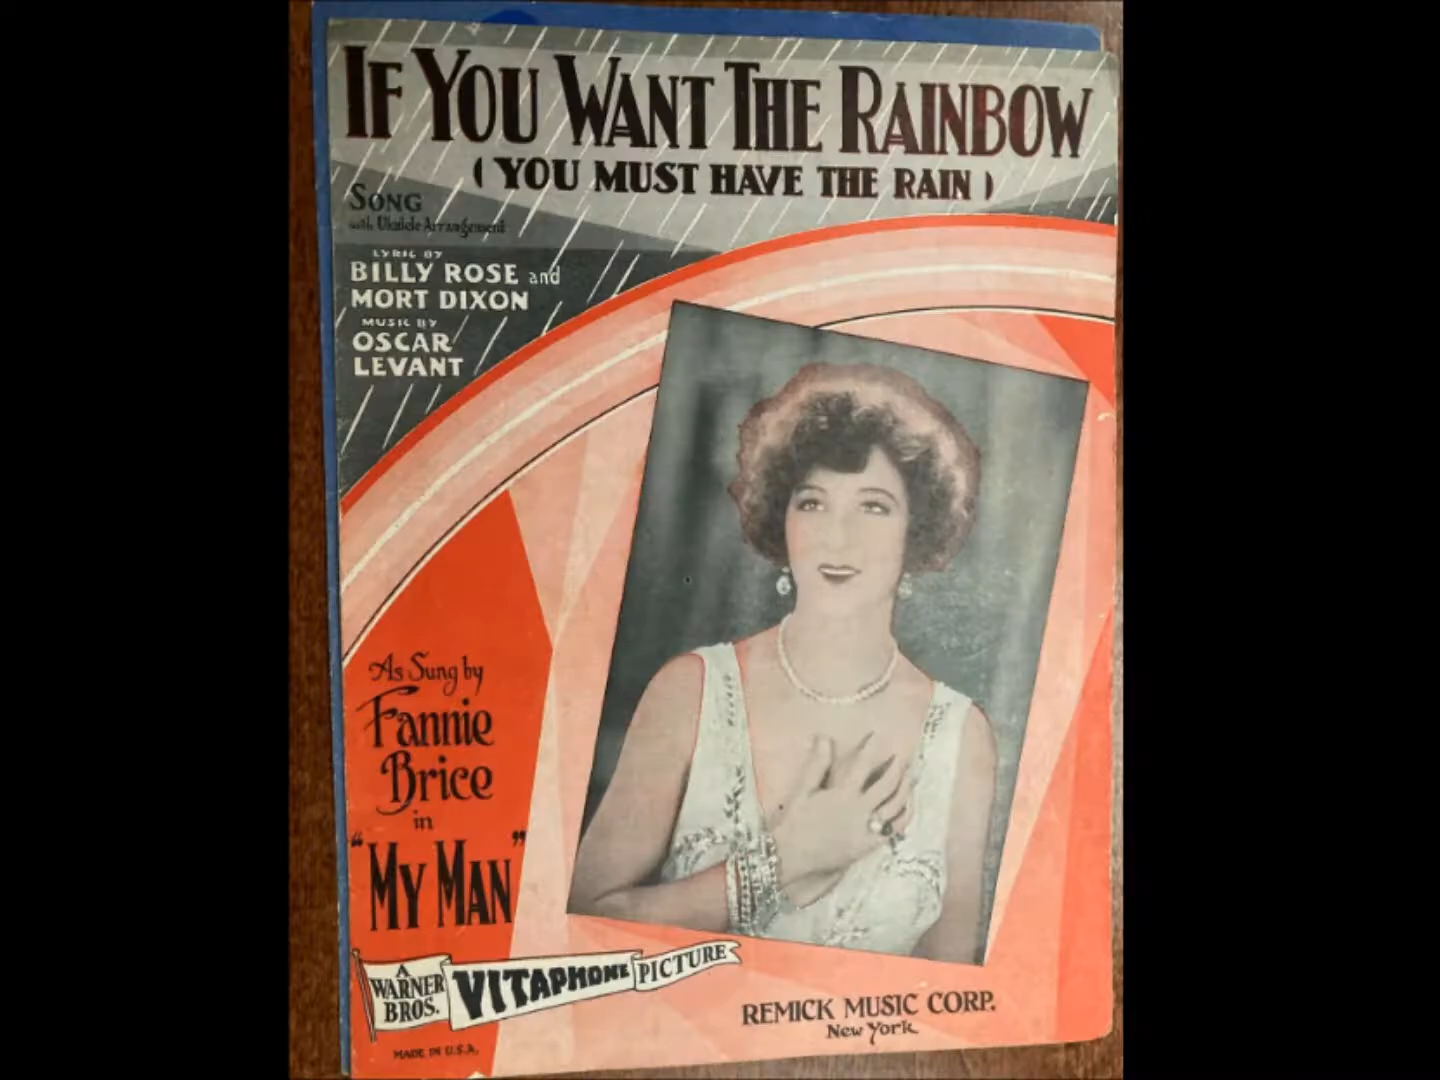 IF YOU WANT THE RAINBOW
(YOU MUST HAVE THE RAIN)
SONG
with Ukulele Arrangement
LYRIC BY
BILLY ROSE and
MORT DIXON
MUSIC BY
OSCAR
LEVANT
As Sung by
Fannie
Brice
in
"MY MAN"
A
WARNER
BROS.
VITAPHONE PICTURE
MADE IN U.S.A.
REMICK MUSIC CORP.
New York